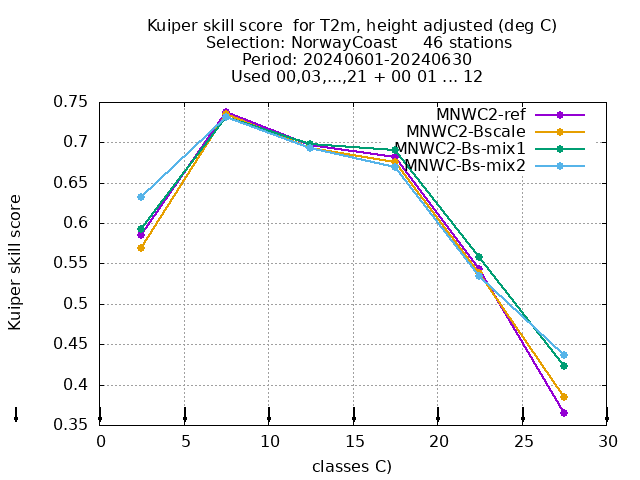 Kuiper skill score  for T2m, height adjusted (deg C)
Selection: NorwayCoast     46 stations
Period: 20240601-20240630
Used 00,03,...,21 + 00 01 ... 12
MNWC2-ref
MNWC2-Bscale
MNWC2-Bs-mix1
MNWC-Bs-mix2
Kuiper skill score
0.75
0.7
0.65
0.6
0.55
0.5
0.45
0.4
0.35
0 5 10 15 20 25 30
classes C)